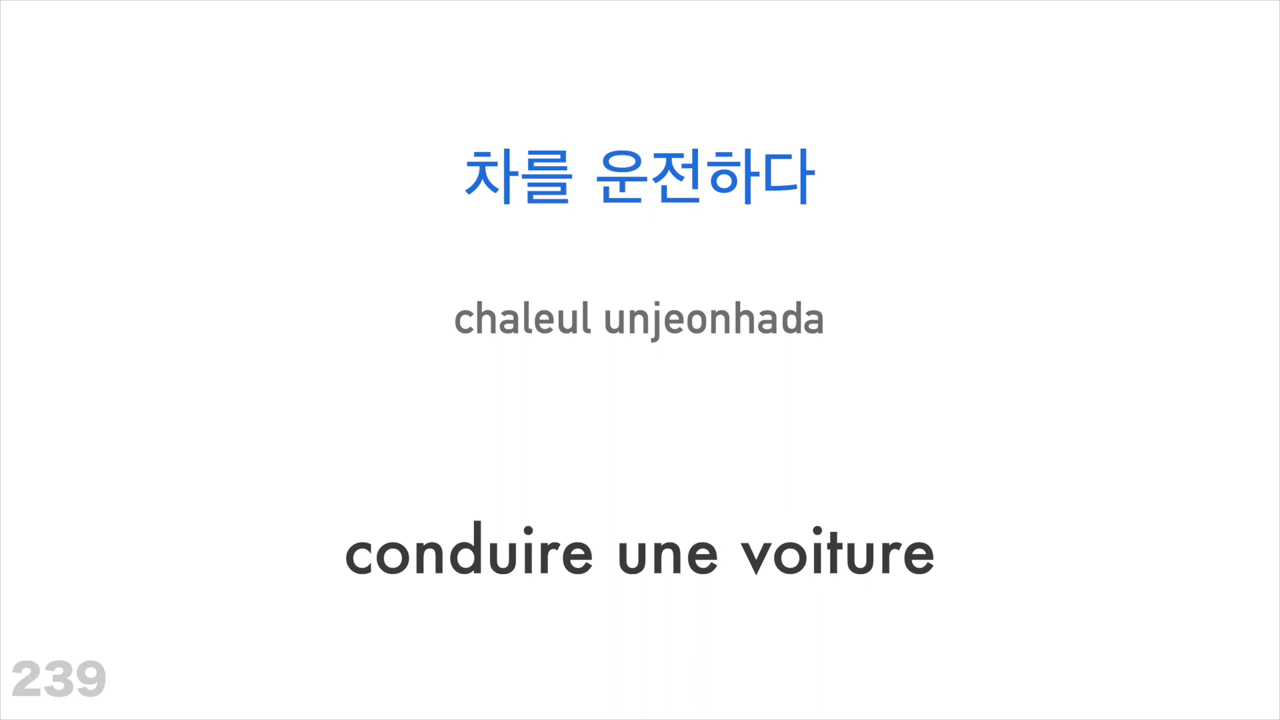 차를 운전하다
chaleul unjeonhada
conduire une voiture
239